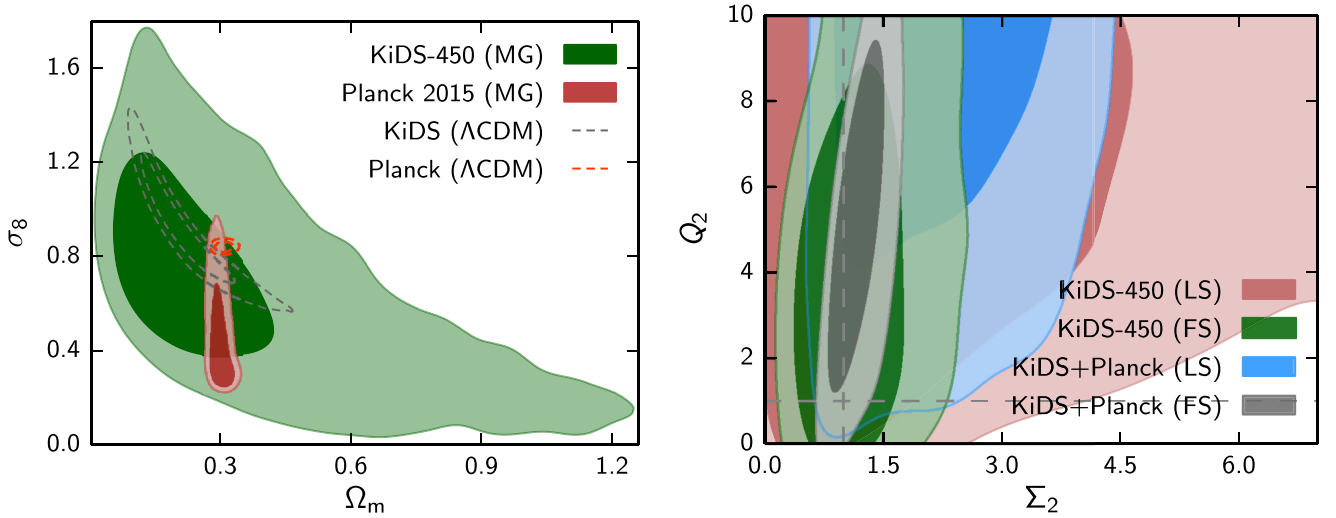 1.6
1.2
0.8
0.4
0.0
σ8
0.3
0.6
0.9
1.2
Ωm
KiDS-450 (MG)
Planck 2015 (MG)
KiDS (ΛCDM)
Planck (ΛCDM)
10
8
6
4
2
0
Q2
0.0
1.5
3.0
4.5
6.0
Σ2
KiDS-450 (LS)
KiDS-450 (FS)
KiDS+Planck (LS)
KiDS+Planck (FS)